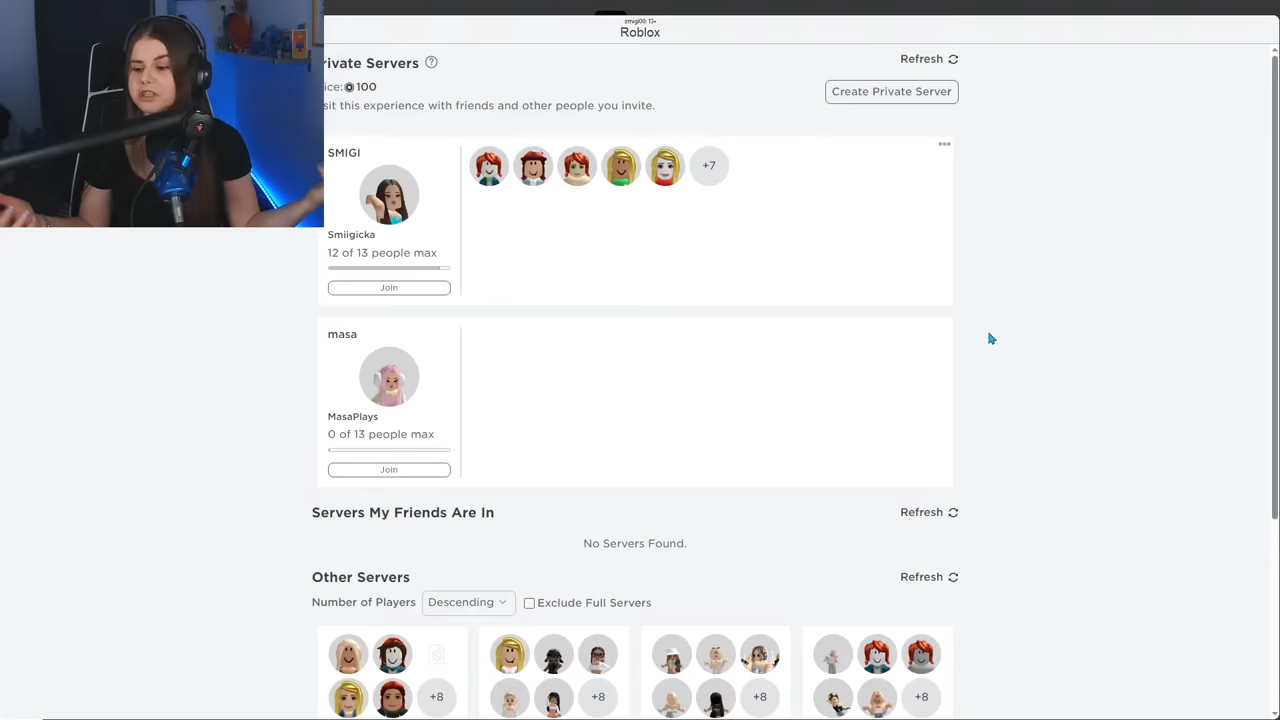 smigi00: 13+
Roblox
rivate Servers
Refresh
ice: 100
Create Private Server
sit this experience with friends and other people you invite.
SMIGI
+7
Smiigicka
12 of 13 people max
Join
masa
MasaPlays
0 of 13 people max
Join
Servers My Friends Are In
Refresh
No Servers Found.
Other Servers
Refresh
Number of Players
Descending
Exclude Full Servers
+8
+8
+8
+8